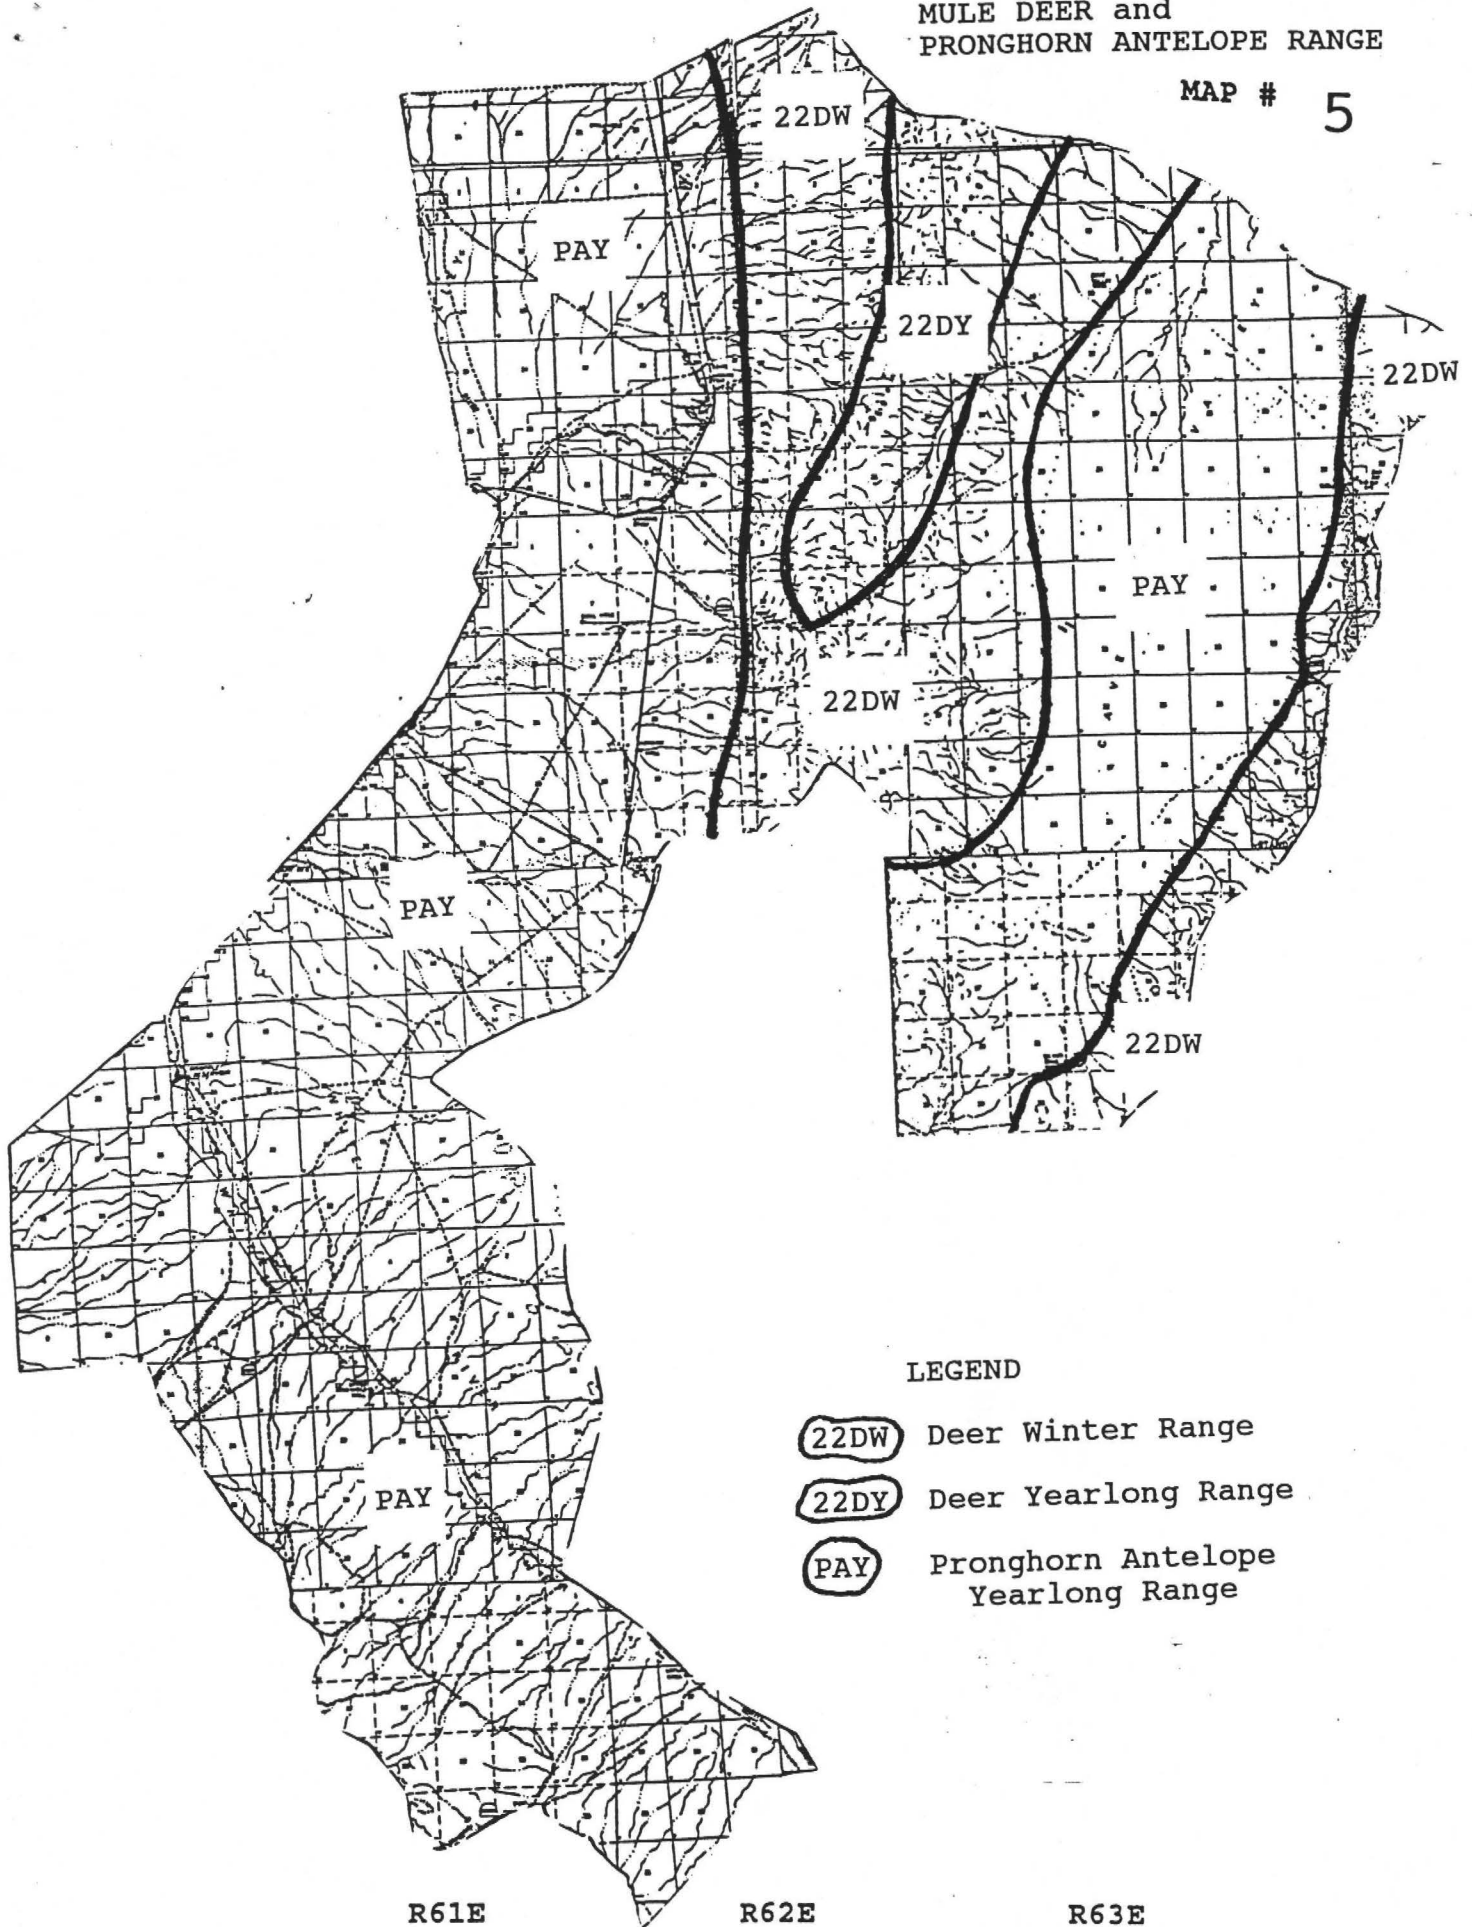 MULE DEER and
PRONGHORN ANTELOPE RANGE
MAP # 5
22DW
PAY
22DY
22DW
PAY
22DW
PAY
22DW
LEGEND
22DW Deer Winter Range
22DY Deer Yearlong Range
PAY Pronghorn Antelope
Yearlong Range
PAY
R61E R62E R63E